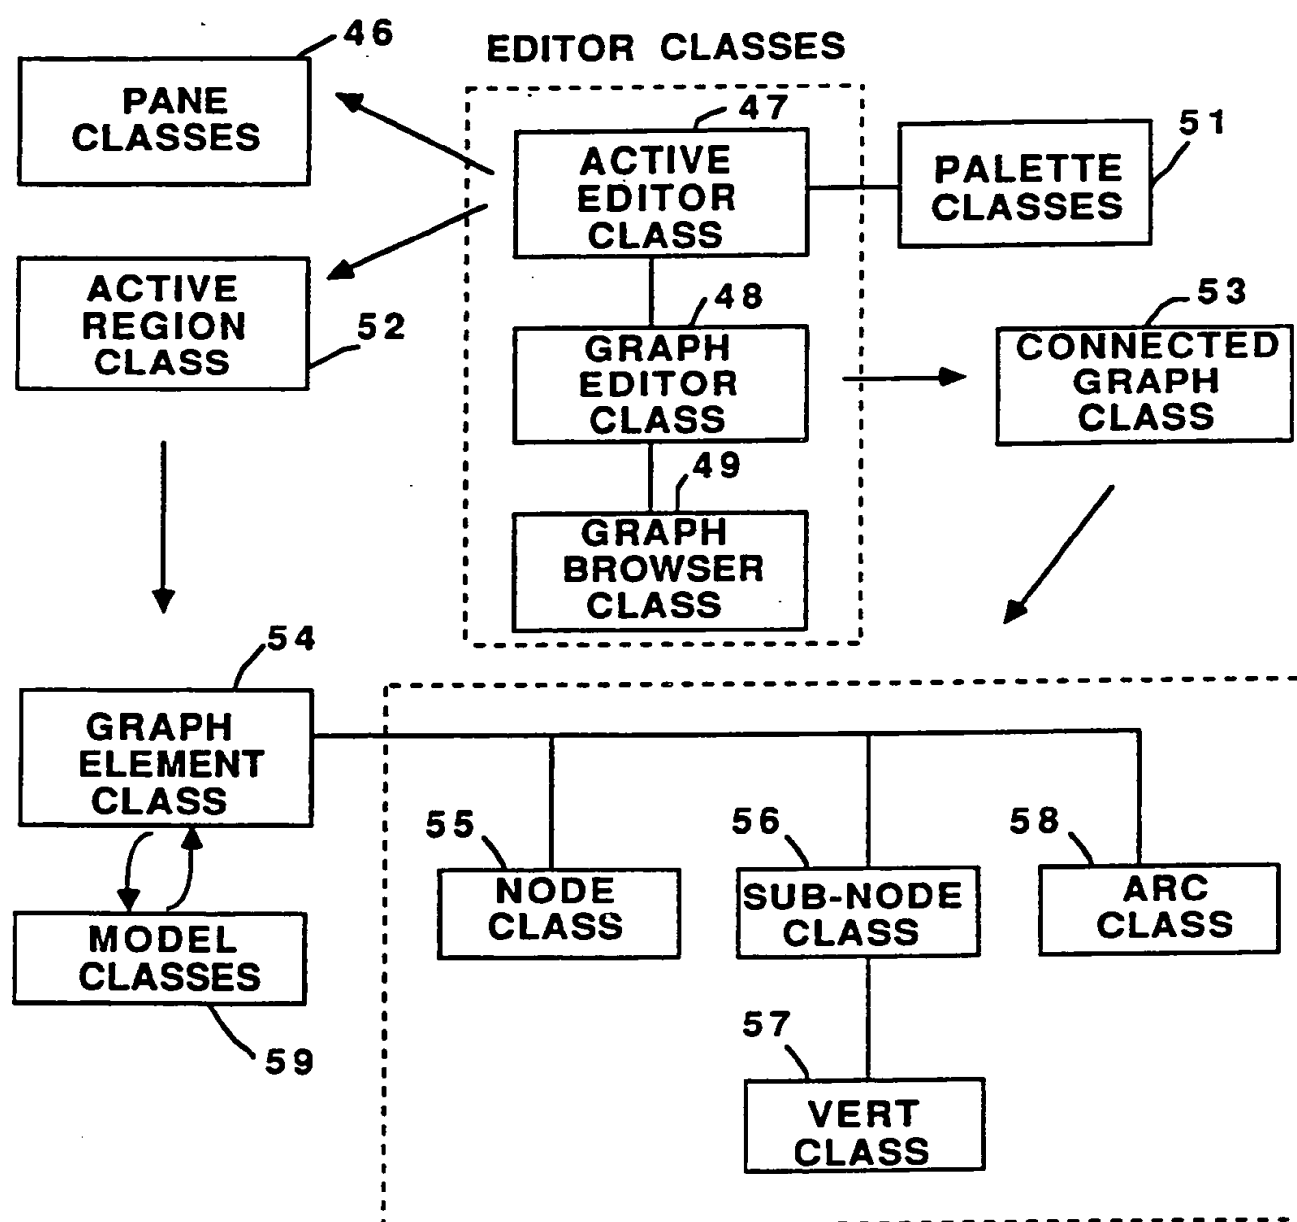 46
EDITOR CLASSES
PANE
CLASSES
47
ACTIVE
EDITOR
CLASS
51
PALETTE
CLASSES
ACTIVE
REGION
CLASS
52
48
GRAPH
EDITOR
CLASS
53
CONNECTED
GRAPH
CLASS
49
GRAPH
BROWSER
CLASS
54
GRAPH
ELEMENT
CLASS
55
NODE
CLASS
56
SUB-NODE
CLASS
58
ARC
CLASS
MODEL
CLASSES
59
57
VERT
CLASS